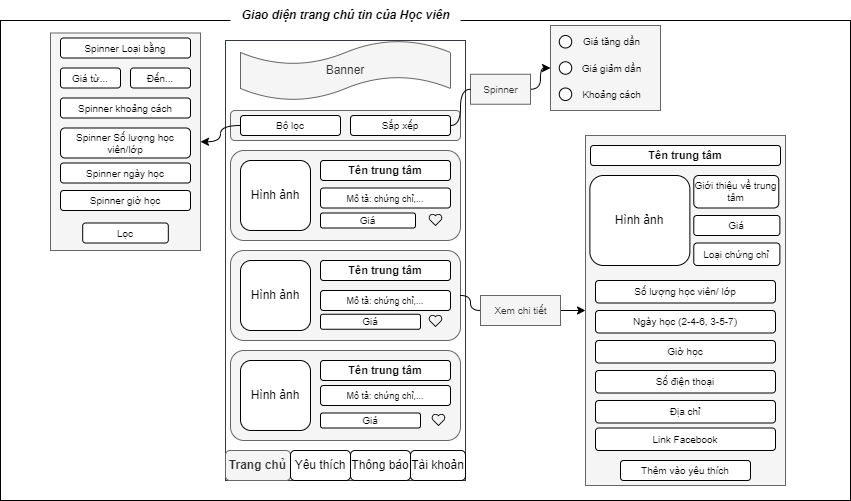 Giao diện trang chủ tin của Học viên
Spinner Loại bằng
Giá từ...
Đến...
Spinner khoảng cách
Spinner Số lượng học
viên/lớp
Spinner ngày học
Spinner giờ học
Lọc
Banner
Bộ lọc
Sắp xếp
Hình ảnh
Tên trung tâm
Mô tả: chứng chỉ,...
Giá
Hình ảnh
Tên trung tâm
Mô tả: chứng chỉ,...
Giá
Hình ảnh
Tên trung tâm
Mô tả: chứng chỉ,...
Giá
Trang chủ
Yêu thích
Thông báo
Tài khoản
Spinner
Giá tăng dần
Giá giảm dần
Khoảng cách
Xem chi tiết
Tên trung tâm
Hình ảnh
Giới thiệu về trung
tâm
Giá
Loại chứng chỉ
Số lượng học viên/ lớp
Ngày học (2-4-6, 3-5-7)
Giờ học
Số điện thoại
Địa chỉ
Link Facebook
Thêm vào yêu thích